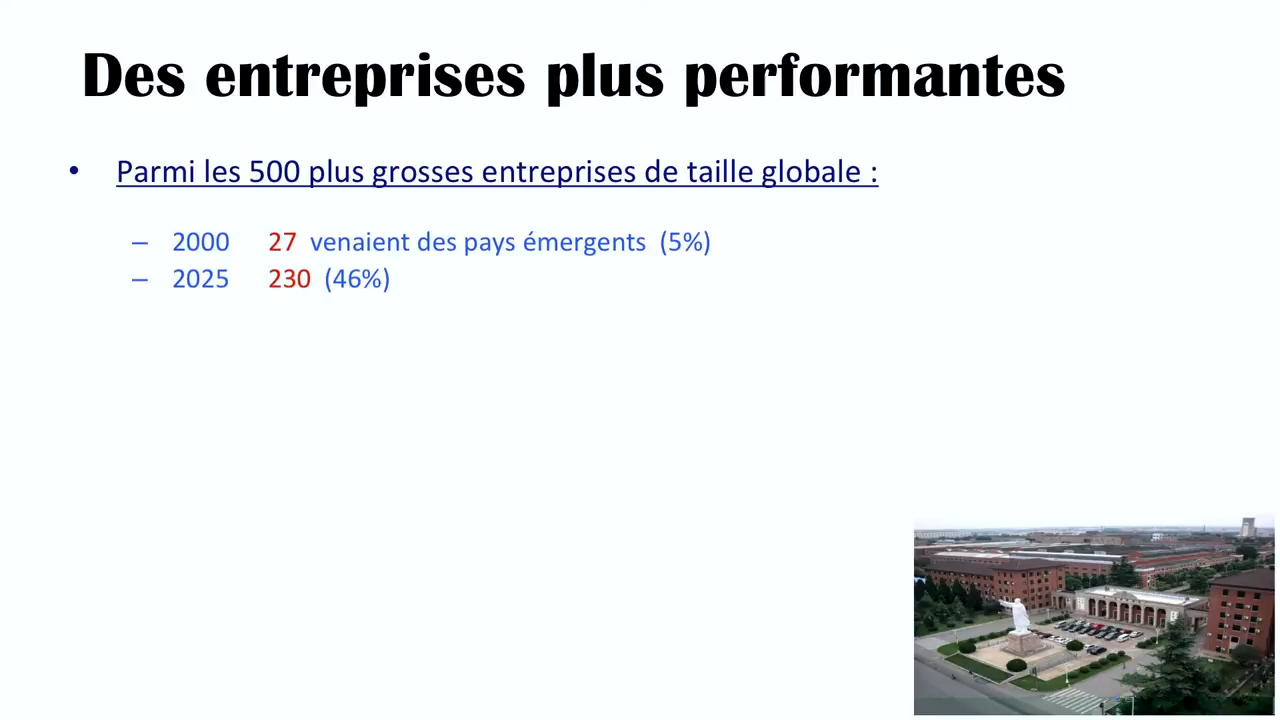 Des entreprises plus performantes
• Parmi les 500 plus grosses entreprises de taille globale :
– 2000 27 venaient des pays émergents (5%)
– 2025 230 (46%)